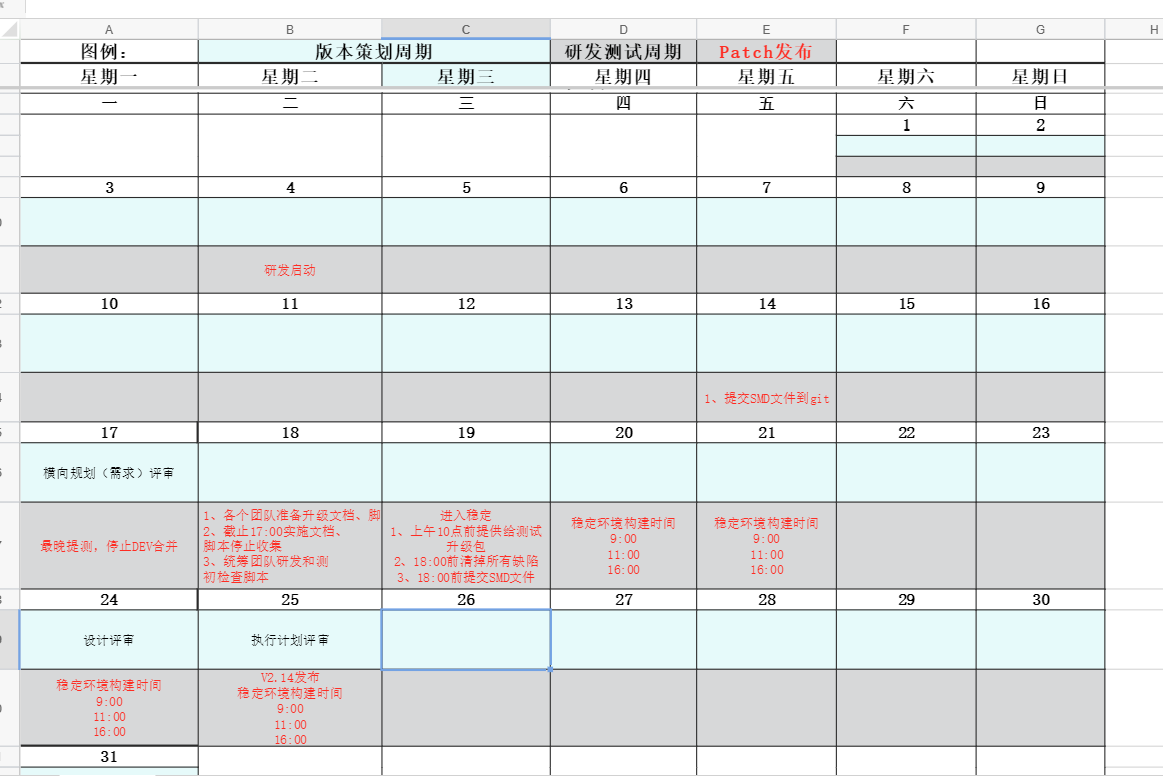 A B C D E F G H
图例： 版本策划周期 研发测试周期 Patch发布
星期一 星期二 星期三 星期四 星期五 星期六 星期日
一 二 三 四 五 六 日
1 2
3 4 5 6 7 8 9
研发启动
10 11 12 13 14 15 16
1、提交SMD文件到git
17 18 19 20 21 22 23
横向规划（需求）评审
最晚提测，停止DEV合并
1、各个团队准备升级文档、脚
2、截止17:00实施文档、
脚本停止收集
3、统筹团队研发和测
初检查脚本
进入稳定
1、上午10点前提供给测试
升级包
2、18:00前清掉所有缺陷
3、18:00前提交SMD文件
稳定环境构建时间
9:00
11:00
16:00
稳定环境构建时间
9:00
11:00
16:00
24 25 26 27 28 29 30
设计评审 执行计划评审
稳定环境构建时间
9:00
11:00
16:00
V2.14发布
稳定环境构建时间
9:00
11:00
16:00
31